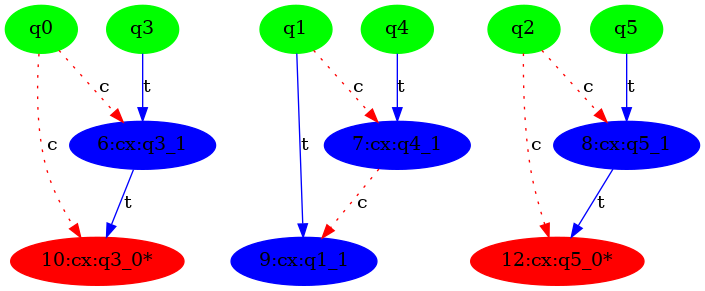 q0 q3 q1 q4 q2 q5
c t c t c t
6:cx:q3_1 7:cx:q4_1 8:cx:q5_1
c t c
t c t
10:cx:q3_0* 9:cx:q1_1 12:cx:q5_0*